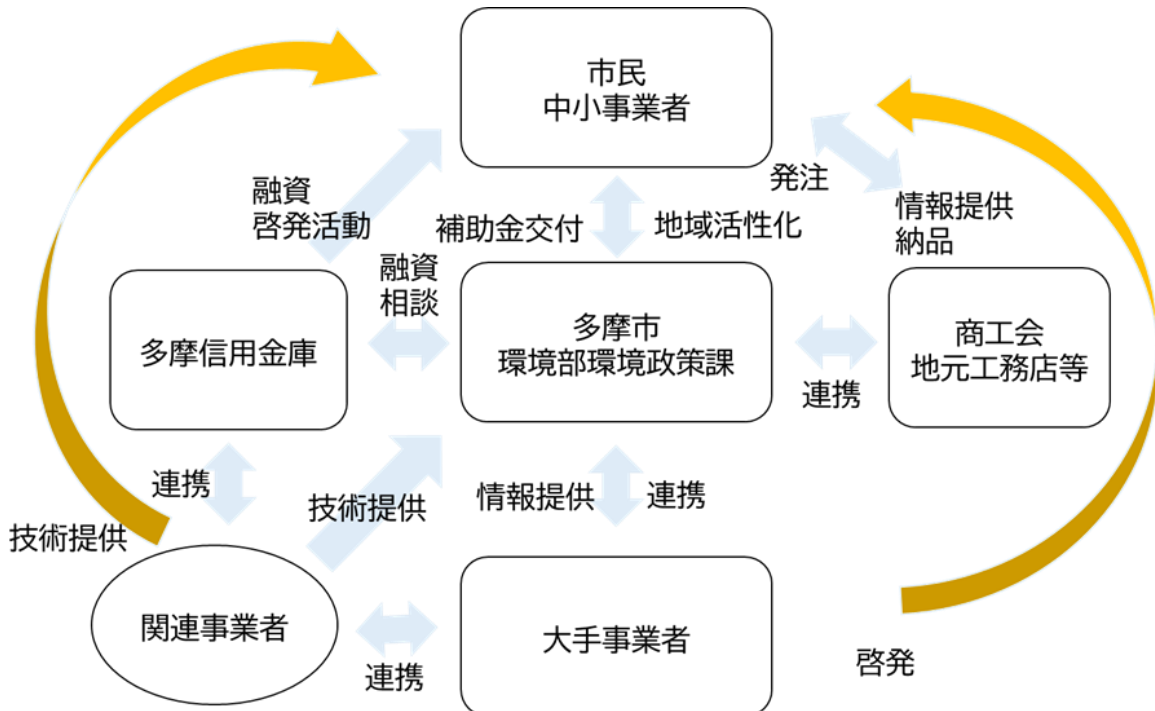 市民
中小事業者
発注
融資
啓発活動
情報提供
納品
補助金交付
地域活性化
融資
相談
多摩信用金庫
多摩市
環境部環境政策課
商工会
地元工務店等
連携
連携
技術提供
情報提供
連携
技術提供
関連事業者
大手事業者
連携
啓発